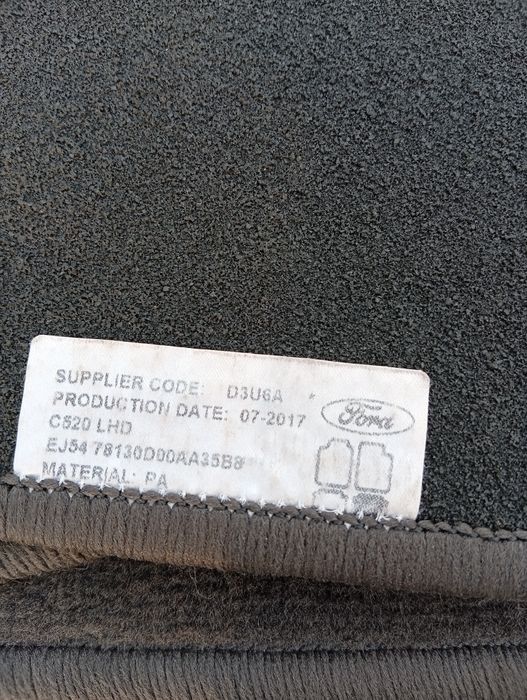 SUPPLIER CODE: D3U6A *
PRODUCTION DATE: 07-2017
Ford
C520 LHD
EJ54 78130D00AA35B8
MATERIAL: PA